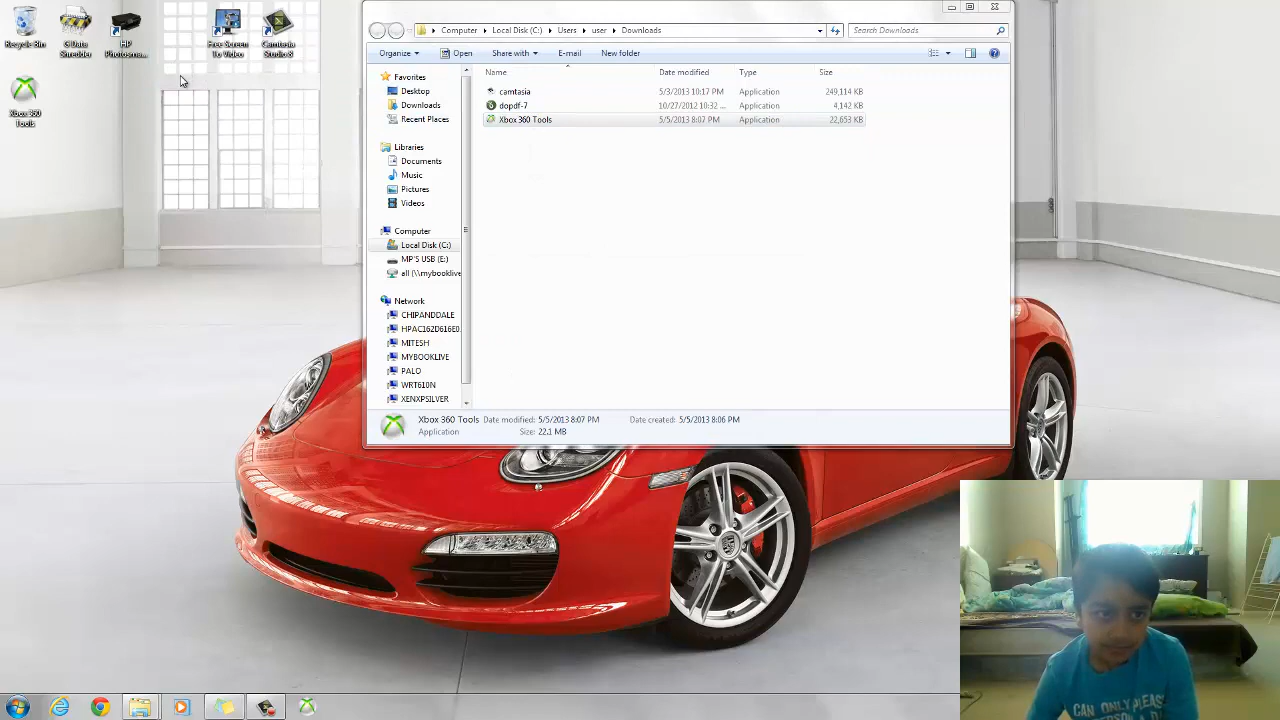 Recycle Bin
G Data Shredder
HP Photosma...
Free Screen To Video
Camtasia Studio 8
Xbox 360 Tools
Computer Local Disk (C:) Users user Downloads
Search Downloads
Organize Open Share with E-mail New folder
Favorites
Desktop
Downloads
Recent Places
Libraries
Documents
Music
Pictures
Videos
Computer
Local Disk (C:)
MP'S USB (E:)
all (\\mybooklive
Network
CHIPANDDALE
HPAC162D616E0
MITESH
MYBOOKLIVE
PALO
WRT610N
XENXPSILVER
Name Date modified Type Size
camtasia 5/3/2013 10:17 PM Application 249,114 KB
dopdf-7 10/27/2012 10:32 ... Application 4,142 KB
Xbox 360 Tools 5/5/2013 8:07 PM Application 22,653 KB
Xbox 360 Tools Date modified: 5/5/2013 8:07 PM Date created: 5/5/2013 8:06 PM
Application Size: 22.1 MB
CAN ONLY PLEASE